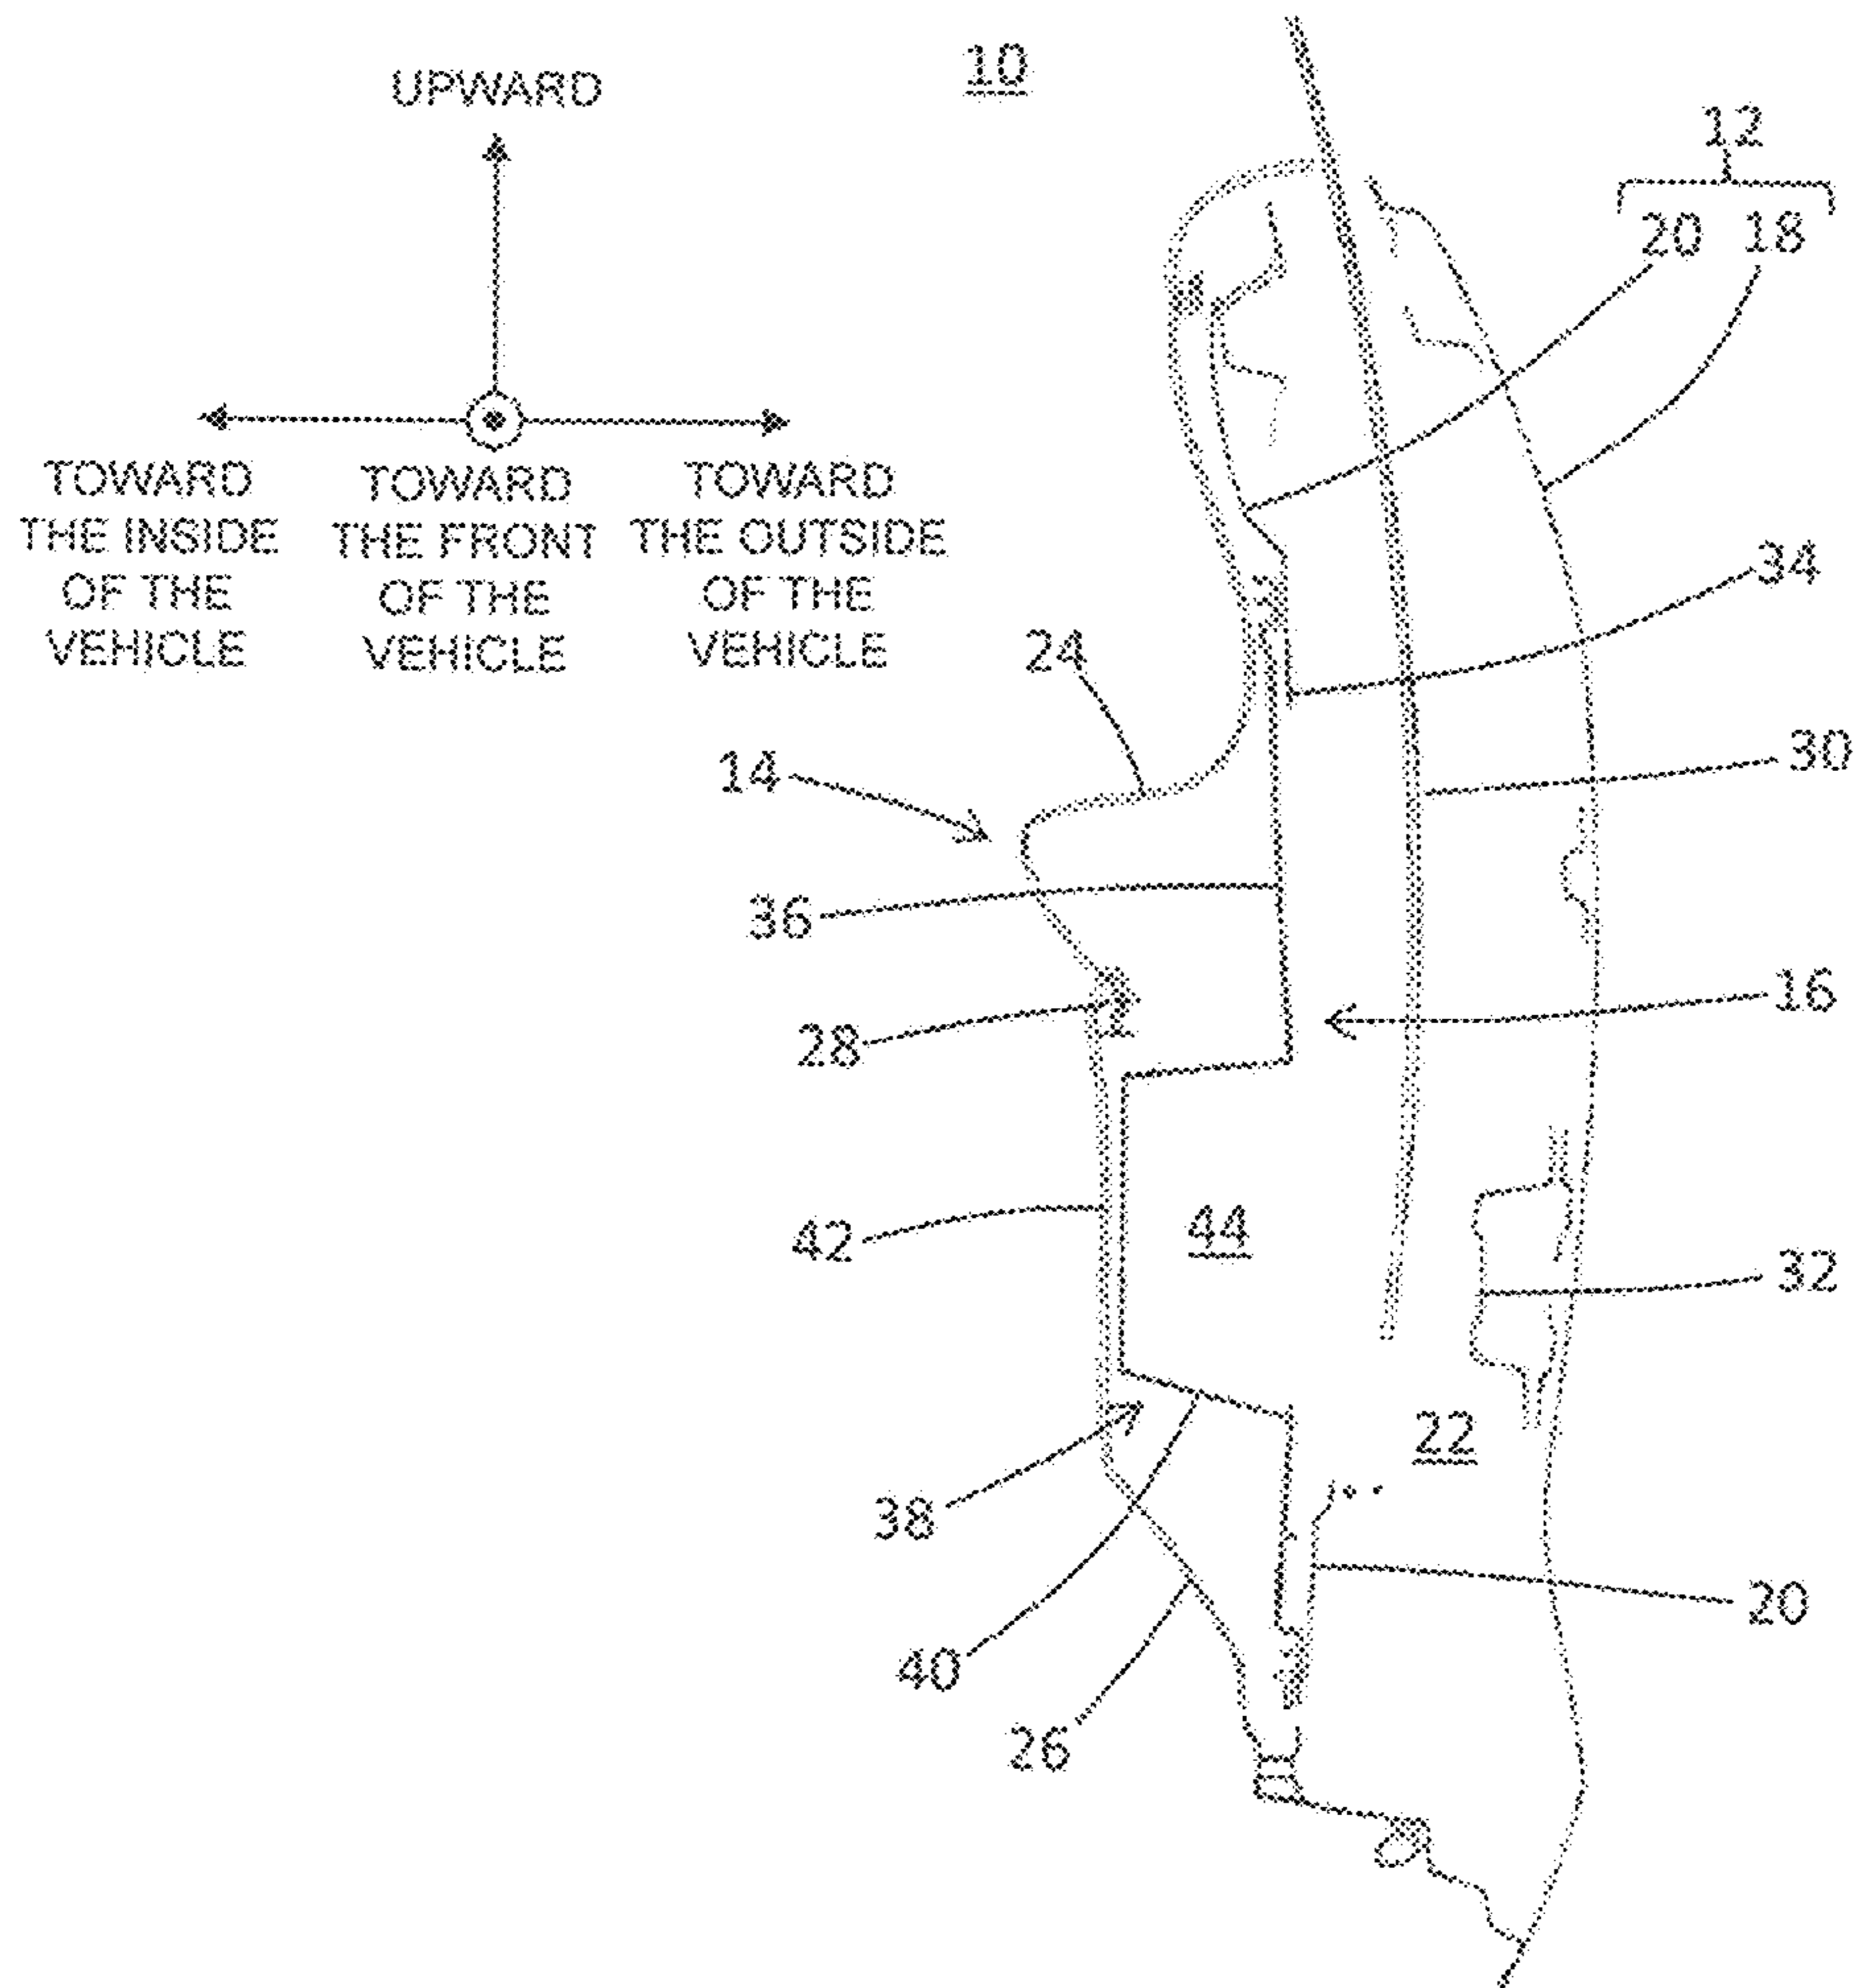 10
UPWARD
12
20 18
TOWARD
THE INSIDE
OF THE
VEHICLE
TOWARD
THE FRONT
OF THE
VEHICLE
TOWARD
THE OUTSIDE
OF THE
VEHICLE
34
24
14
30
36
16
28
42
44
32
22
38
20
40
26